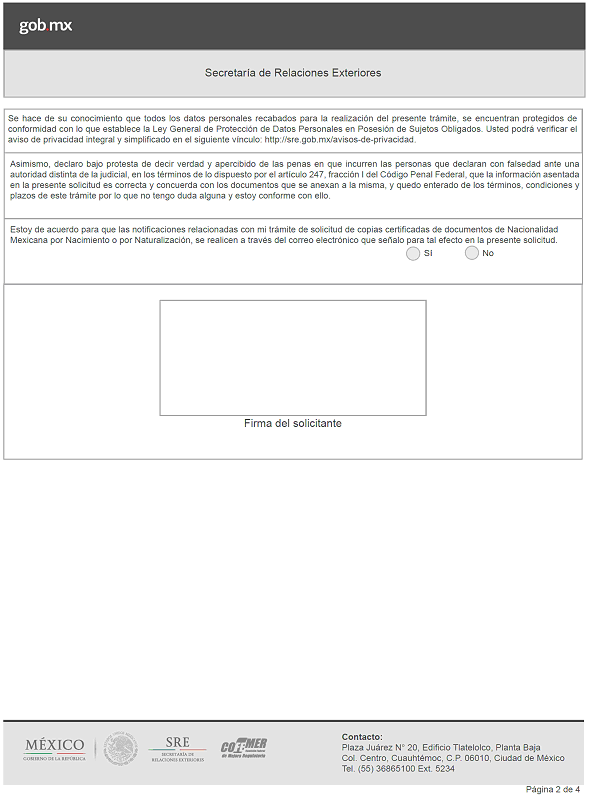 gob mx
Secretaría de Relaciones Exteriores
Se hace de su conocimiento que todos los datos personales recabados para la realización del presente trámite, se encuentran protegidos de
conformidad con lo que establece la Ley General de Protección de Datos Personales en Posesión de Sujetos Obligados. Usted podrá verificar el
aviso de privacidad integral y simplificado en el siguiente vínculo: http://sre.gob.mx/avisos-de-privacidad.
Asimismo, declaro bajo protesta de decir verdad y apercibido de las penas en que incurren las personas que declaran con falsedad ante una
autoridad distinta de la judicial, en los términos de lo dispuesto por el artículo 247, fracción I del Código Penal Federal, que la información asentada
en la presente solicitud es correcta y concuerda con los documentos que se anexan a la misma, y quedo enterado de los términos, condiciones y
plazos de este trámite por lo que no tengo duda alguna y estoy conforme con ello.
Estoy de acuerdo para que las notificaciones relacionadas con mi trámite de solicitud de copias certificadas de documentos de Nacionalidad
Mexicana por Nacimiento o por Naturalización, se realicen a través del correo electrónico que señalo para tal efecto en la presente solicitud.
SI No
Firma del solicitante
MÉXICO
GOBIERNO DE LA REPÚBLICA
SRE
SECRETARÍA DE
RELACIONES EXTERIORES
COFEMER
de Mejora Regulatoria
Contacto:
Plaza Juárez N° 20, Edificio Tlatelolco, Planta Baja
Col. Centro, Cuauhtémoc, C.P. 06010, Ciudad de México
Tel. (55) 36865100 Ext. 5234
Página 2 de 4